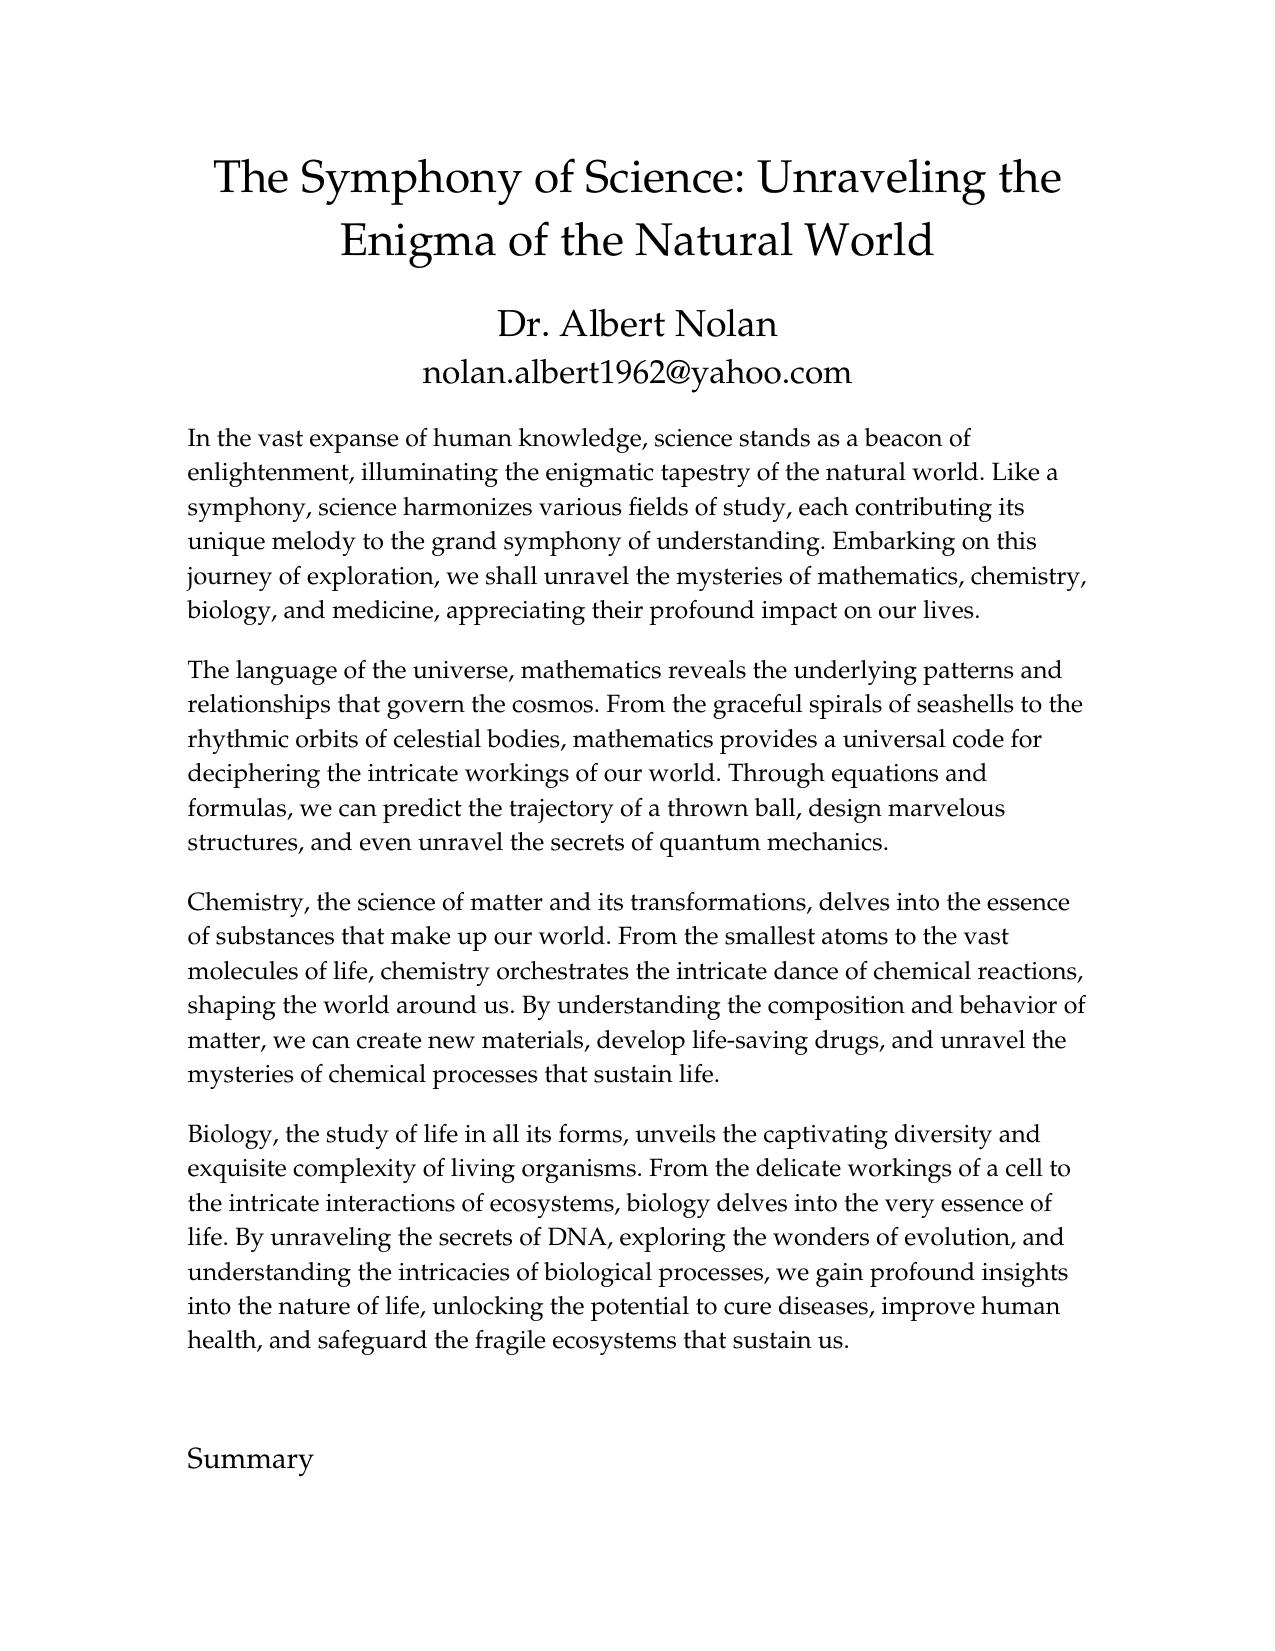 The Symphony of Science: Unraveling the
Enigma of the Natural World
Dr. Albert Nolan
nolan.albert1962@yahoo.com
In the vast expanse of human knowledge, science stands as a beacon of
enlightenment, illuminating the enigmatic tapestry of the natural world. Like a
symphony, science harmonizes various fields of study, each contributing its
unique melody to the grand symphony of understanding. Embarking on this
journey of exploration, we shall unravel the mysteries of mathematics, chemistry,
biology, and medicine, appreciating their profound impact on our lives.
The language of the universe, mathematics reveals the underlying patterns and
relationships that govern the cosmos. From the graceful spirals of seashells to the
rhythmic orbits of celestial bodies, mathematics provides a universal code for
deciphering the intricate workings of our world. Through equations and
formulas, we can predict the trajectory of a thrown ball, design marvelous
structures, and even unravel the secrets of quantum mechanics.
Chemistry, the science of matter and its transformations, delves into the essence
of substances that make up our world. From the smallest atoms to the vast
molecules of life, chemistry orchestrates the intricate dance of chemical reactions,
shaping the world around us. By understanding the composition and behavior of
matter, we can create new materials, develop life-saving drugs, and unravel the
mysteries of chemical processes that sustain life.
Biology, the study of life in all its forms, unveils the captivating diversity and
exquisite complexity of living organisms. From the delicate workings of a cell to
the intricate interactions of ecosystems, biology delves into the very essence of
life. By unraveling the secrets of DNA, exploring the wonders of evolution, and
understanding the intricacies of biological processes, we gain profound insights
into the nature of life, unlocking the potential to cure diseases, improve human
health, and safeguard the fragile ecosystems that sustain us.
Summary